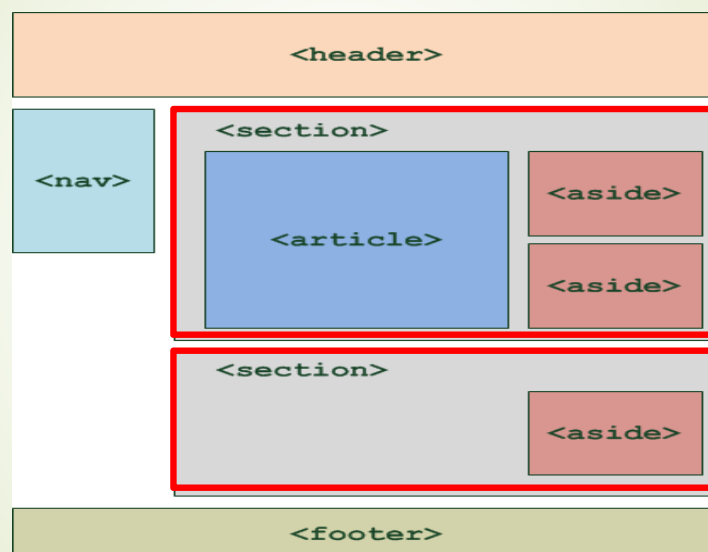 <header>
<nav>
<section>
<article>
<aside>
<aside>
<section>
<aside>
<footer>